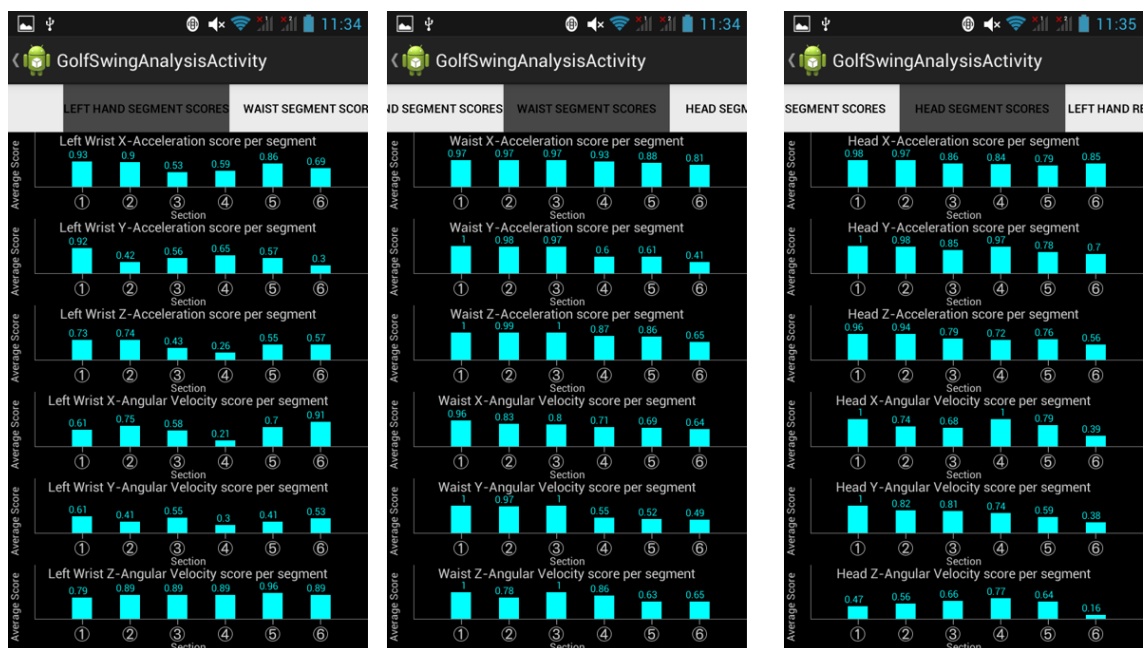 11:34
GolfSwingAnalysisActivity
LEFT HAND SEGMENT SCORES WAIST SEGMENT SCOR
Left Wrist X-Acceleration score per segment
Average Score
0.93 0.9 0.53 0.59 0.86 0.69
① ② ③ ④ ⑤ ⑥
Section
Left Wrist Y-Acceleration score per segment
Average Score
0.92 0.42 0.56 0.65 0.57 0.3
① ② ③ ④ ⑤ ⑥
Section
Left Wrist Z-Acceleration score per segment
Average Score
0.73 0.74 0.43 0.26 0.55 0.57
① ② ③ ④ ⑤ ⑥
Section
Left Wrist X-Angular Velocity score per segment
Average Score
0.61 0.75 0.58 0.21 0.7 0.91
① ② ③ ④ ⑤ ⑥
Section
Left Wrist Y-Angular Velocity score per segment
Average Score
0.61 0.41 0.55 0.3 0.41 0.53
① ② ③ ④ ⑤ ⑥
Section
Left Wrist Z-Angular Velocity score per segment
Average Score
0.79 0.89 0.89 0.89 0.96 0.89
① ② ③ ④ ⑤ ⑥
Section
11:34
GolfSwingAnalysisActivity
ND SEGMENT SCORES WAIST SEGMENT SCORES HEAD SEGM
Waist X-Acceleration score per segment
Average Score
0.97 0.97 0.97 0.93 0.88 0.81
① ② ③ ④ ⑤ ⑥
Section
Waist Y-Acceleration score per segment
Average Score
1 0.98 0.97 0.6 0.61 0.41
① ② ③ ④ ⑤ ⑥
Section
Waist Z-Acceleration score per segment
Average Score
1 0.99 1 0.87 0.86 0.65
① ② ③ ④ ⑤ ⑥
Section
Waist X-Angular Velocity score per segment
Average Score
0.96 0.83 0.8 0.71 0.69 0.64
① ② ③ ④ ⑤ ⑥
Section
Waist Y-Angular Velocity score per segment
Average Score
1 0.97 1 0.55 0.52 0.49
① ② ③ ④ ⑤ ⑥
Section
Waist Z-Angular Velocity score per segment
Average Score
1 0.78 1 0.86 0.63 0.65
① ② ③ ④ ⑤ ⑥
Section
11:35
GolfSwingAnalysisActivity
SEGMENT SCORES HEAD SEGMENT SCORES LEFT HAND RE
Head X-Acceleration score per segment
Average Score
0.98 0.97 0.86 0.84 0.79 0.85
① ② ③ ④ ⑤ ⑥
Section
Head Y-Acceleration score per segment
Average Score
1 0.98 0.85 0.97 0.78 0.7
① ② ③ ④ ⑤ ⑥
Section
Head Z-Acceleration score per segment
Average Score
0.96 0.94 0.79 0.72 0.76 0.56
① ② ③ ④ ⑤ ⑥
Section
Head X-Angular Velocity score per segment
Average Score
1 0.74 0.68 1 0.79 0.39
① ② ③ ④ ⑤ ⑥
Section
Head Y-Angular Velocity score per segment
Average Score
1 0.82 0.81 0.74 0.59 0.38
① ② ③ ④ ⑤ ⑥
Section
Head Z-Angular Velocity score per segment
Average Score
0.47 0.56 0.66 0.77 0.64 0.16
① ② ③ ④ ⑤ ⑥
Section